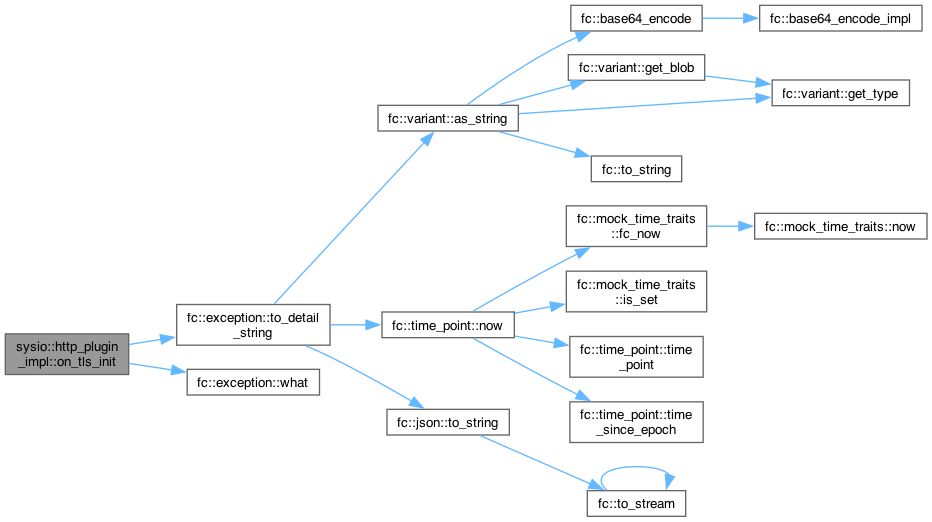 fc::base64_encode
fc::base64_encode_impl
fc::variant::get_blob
fc::variant::get_type
fc::variant::as_string
fc::to_string
fc::mock_time_traits
::fc_now
fc::mock_time_traits::now
fc::mock_time_traits
::is_set
fc::exception::to_detail
_string
fc::time_point::now
sysio::http_plugin
_impl::on_tls_init
fc::time_point::time
_point
fc::exception::what
fc::time_point::time
_since_epoch
fc::json::to_string
fc::to_stream